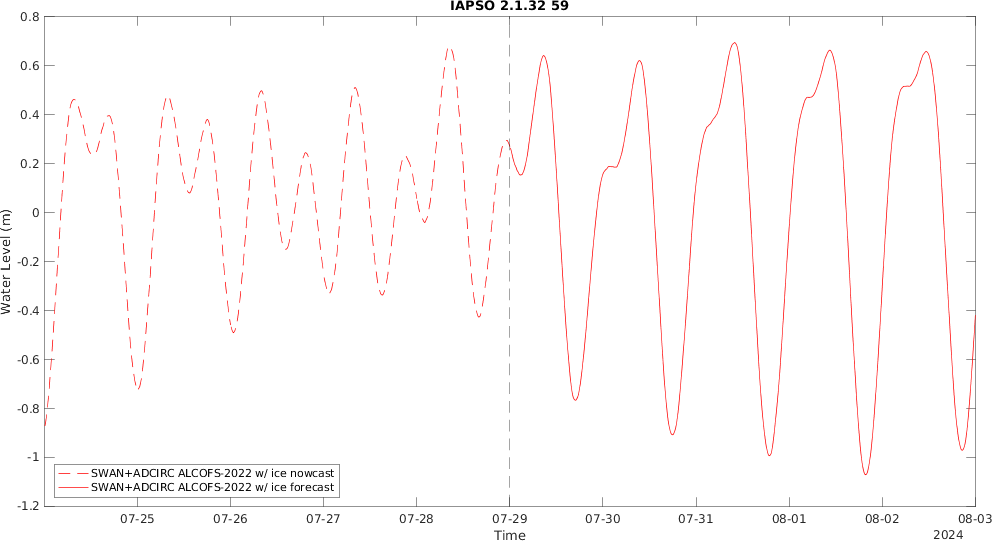 IAPSO 2.1.32 59
0.8
0.6
0.4
0.2
0
-0.2
-0.4
-0.6
-0.8
-1
-1.2
Water Level (m)
SWAN+ADCIRC ALCOFS-2022 w/ ice nowcast
SWAN+ADCIRC ALCOFS-2022 w/ ice forecast
07-25 07-26 07-27 07-28 07-29 07-30 07-31 08-01 08-02 08-03
Time
2024